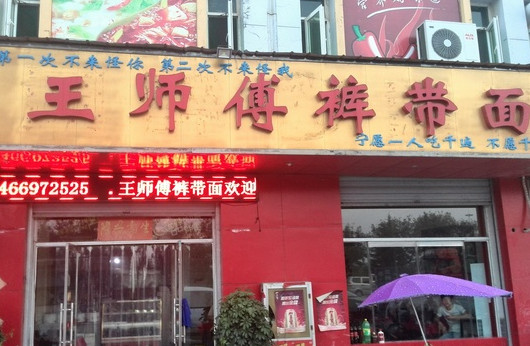 第一次不来怪你 第二次不来怪我
王师傅裤带面
宁愿一人吃千遍 不愿千
466972525 王师傅裤带面欢迎